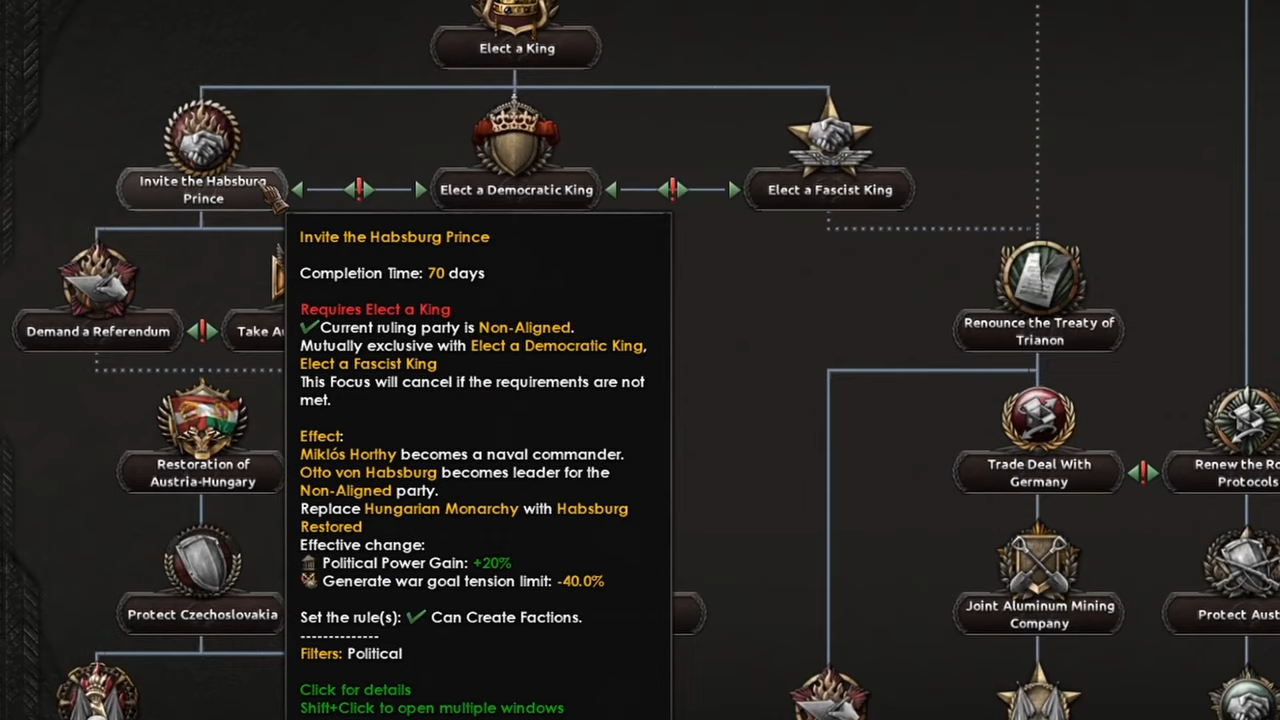 Elect a King
Invite the Habsburg
Prince
Elect a Democratic King
Elect a Fascist King
Invite the Habsburg Prince
Completion Time: 70 days
Requires Elect a King
Current ruling party is Non-Aligned.
Mutually exclusive with Elect a Democratic King,
Elect a Fascist King
This Focus will cancel if the requirements are not
met.
Effect:
Miklós Horthy becomes a naval commander.
Otto von Habsburg becomes leader for the
Non-Aligned party.
Replace Hungarian Monarchy with Habsburg
Restored
Effective change:
Political Power Gain: +20%
Generate war goal tension limit: -40.0%
Set the rule(s): Can Create Factions.
--------------
Filters: Political
Click for details
Shift+Click to open multiple windows
Demand a Referendum
Take Au
Renounce the Treaty of
Trianon
Restoration of
Austria-Hungary
Trade Deal With
Germany
Renew the Ro
Protocols
Protect Czechoslovakia
Joint Aluminum Mining
Company
Protect Aust